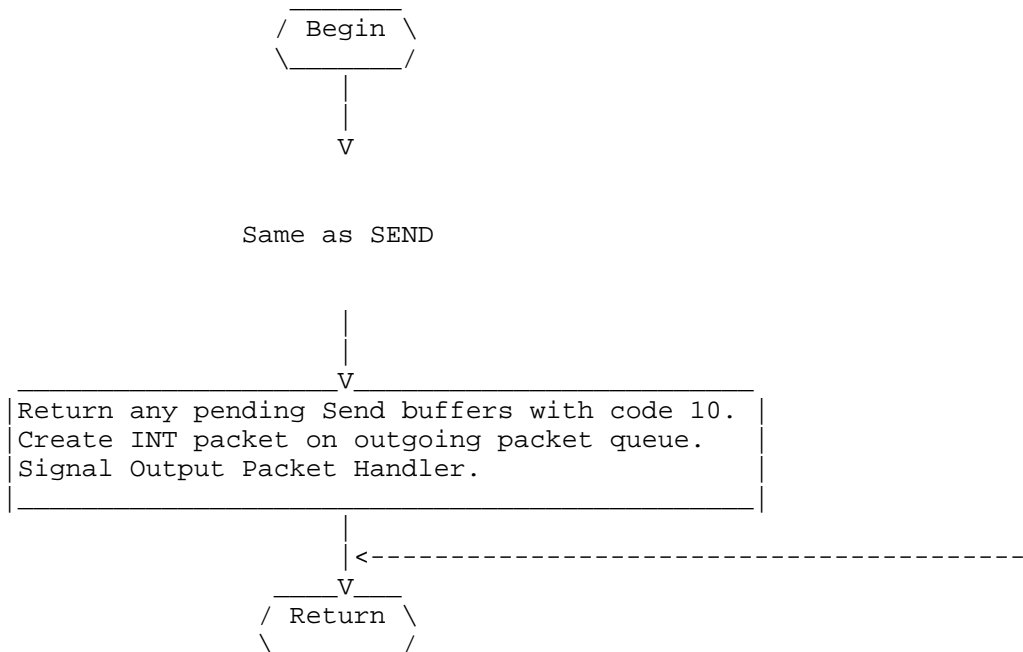 Begin
Same as SEND
Return any pending Send buffers with code 10.
Create INT packet on outgoing packet queue.
Signal Output Packet Handler.
Return